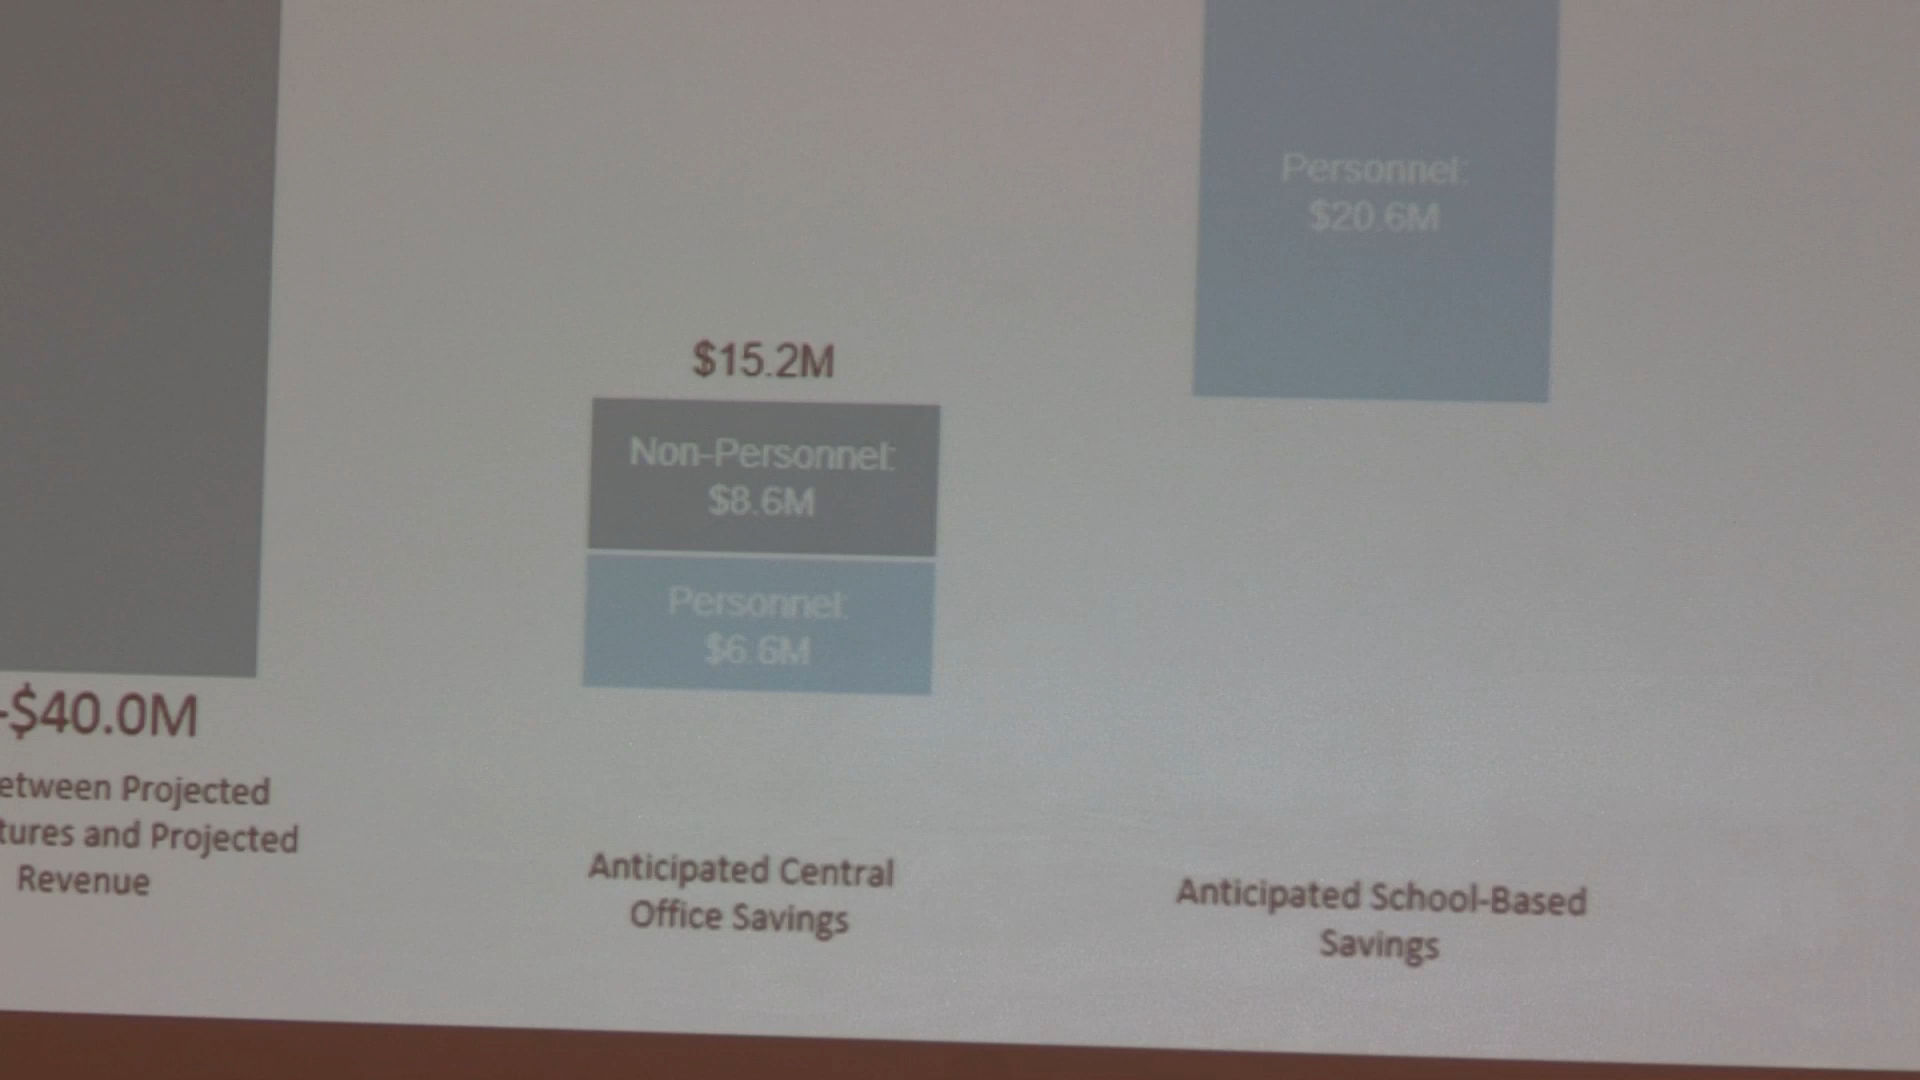 -$40.0M
etween Projected
tures and Projected
Revenue
$15.2M
Non-Personnel:
$8.6M
Personnel:
$6.6M
Anticipated Central
Office Savings
Personnel:
$20.6M
Anticipated School-Based
Savings